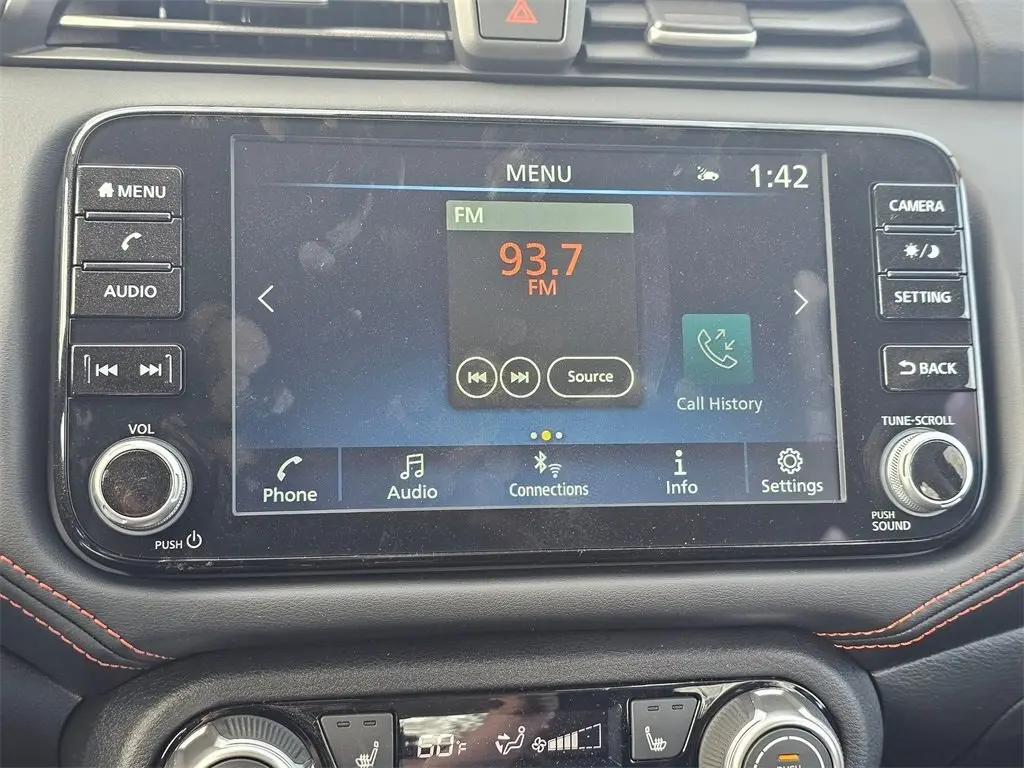 MENU
AUDIO
VOL
PUSH
MENU
1:42
FM
93.7
FM
Source
Call History
Phone
Audio
Connections
Info
Settings
CAMERA
SETTING
BACK
TUNE·SCROLL
PUSH
SOUND
60°F
PUSH